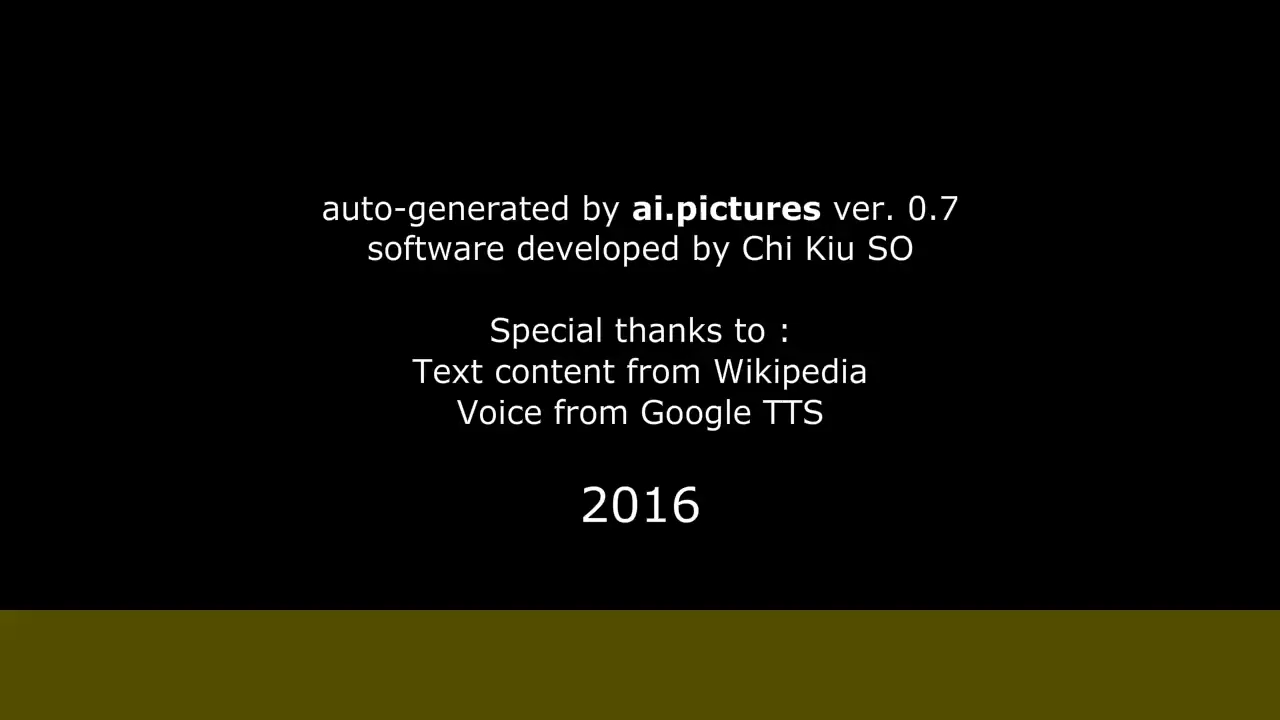 auto-generated by ai.pictures ver. 0.7
software developed by Chi Kiu SO
Special thanks to :
Text content from Wikipedia
Voice from Google TTS
2016